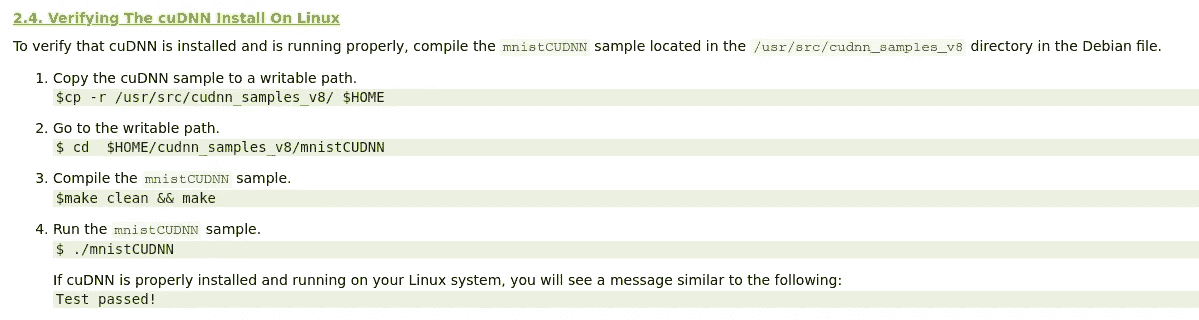 2.4. Verifying The cuDNN Install On Linux
To verify that cuDNN is installed and is running properly, compile the mnistCUDNN sample located in the /usr/src/cudnn_samples_v8 directory in the Debian file.
1. Copy the cuDNN sample to a writable path.
$cp -r /usr/src/cudnn_samples_v8/ $HOME
2. Go to the writable path.
$ cd  $HOME/cudnn_samples_v8/mnistCUDNN
3. Compile the mnistCUDNN sample.
$make clean && make
4. Run the mnistCUDNN sample.
$ ./mnistCUDNN
If cuDNN is properly installed and running on your Linux system, you will see a message similar to the following:
Test passed!